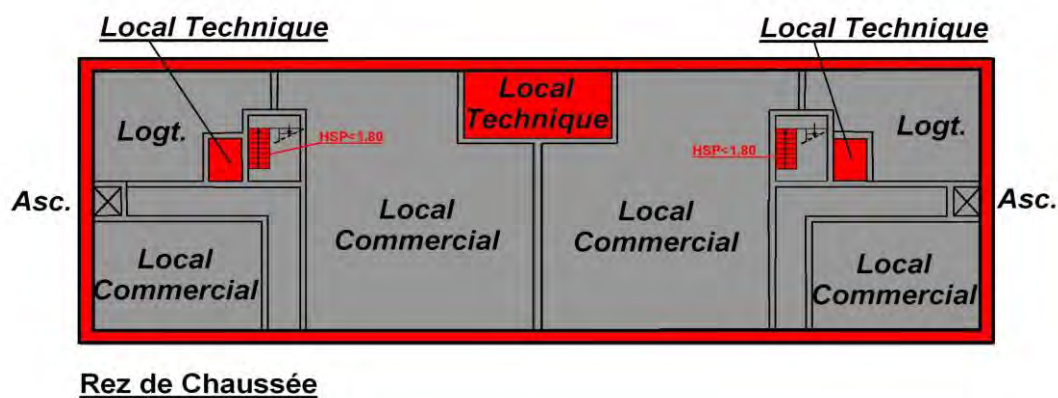 Local Technique
Local Technique
Local
Technique
Logt.
HSP<1.80
HSP<1.80
Logt.
Asc.
Asc.
Local
Commercial
Local
Commercial
Local
Commercial
Local
Commercial
Rez de Chaussée